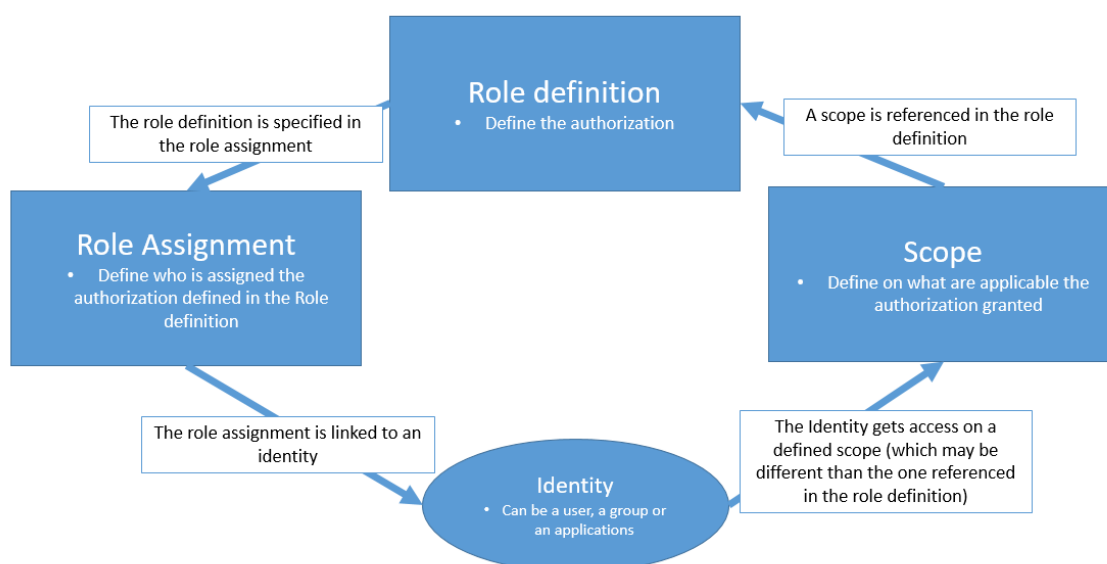 Role definition
• Define the authorization
The role definition is specified in
the role assignment
A scope is referenced in the role
definition
Role Assignment
• Define who is assigned the
authorization defined in the Role
definition
Scope
• Define on what are applicable the
authorization granted
The role assignment is linked to an
identity
The Identity gets access on a
defined scope (which may be
different than the one referenced
in the role definition)
Identity
• Can be a user, a group or
an applications